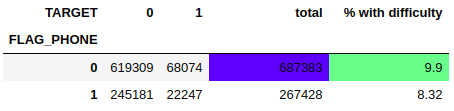 TARGET 0 1 total % with difficulty
FLAG_PHONE
0 619309 68074 687383 9.9
1 245181 22247 267428 8.32